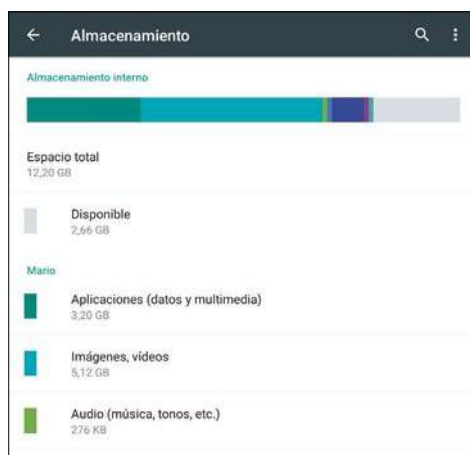 Almacenamiento
Almacenamiento interno
Espacio total
12,20 GB
Disponible
2,66 GB
Mario
Aplicaciones (datos y multimedia)
3,20 GB
Imágenes, vídeos
5,12 GB
Audio (música, tonos, etc.)
276 KB